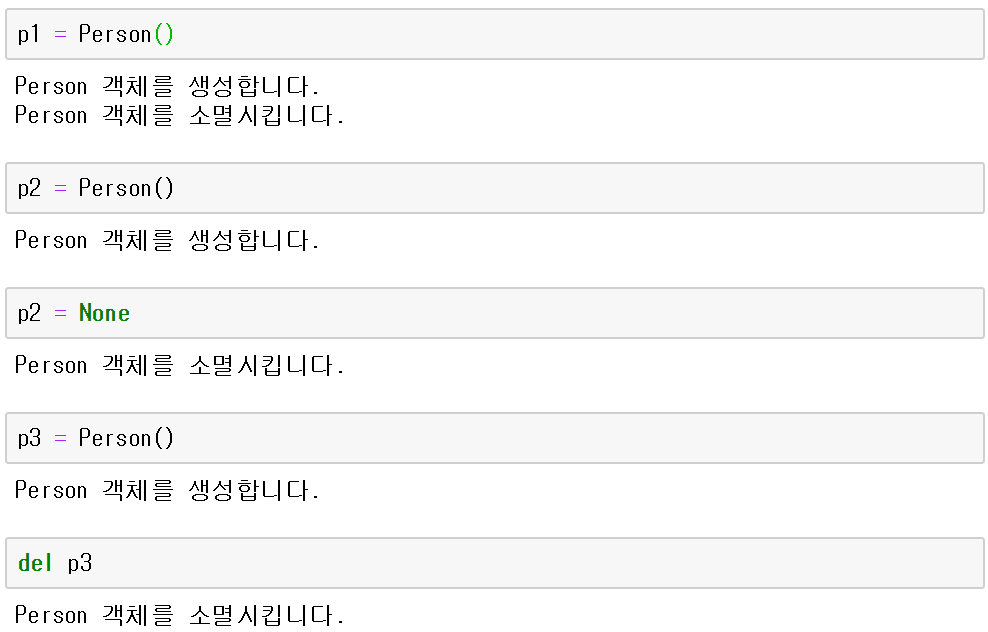 p1 = Person()
Person 객체를 생성합니다.
Person 객체를 소멸시킵니다.
p2 = Person()
Person 객체를 생성합니다.
p2 = None
Person 객체를 소멸시킵니다.
p3 = Person()
Person 객체를 생성합니다.
del p3
Person 객체를 소멸시킵니다.